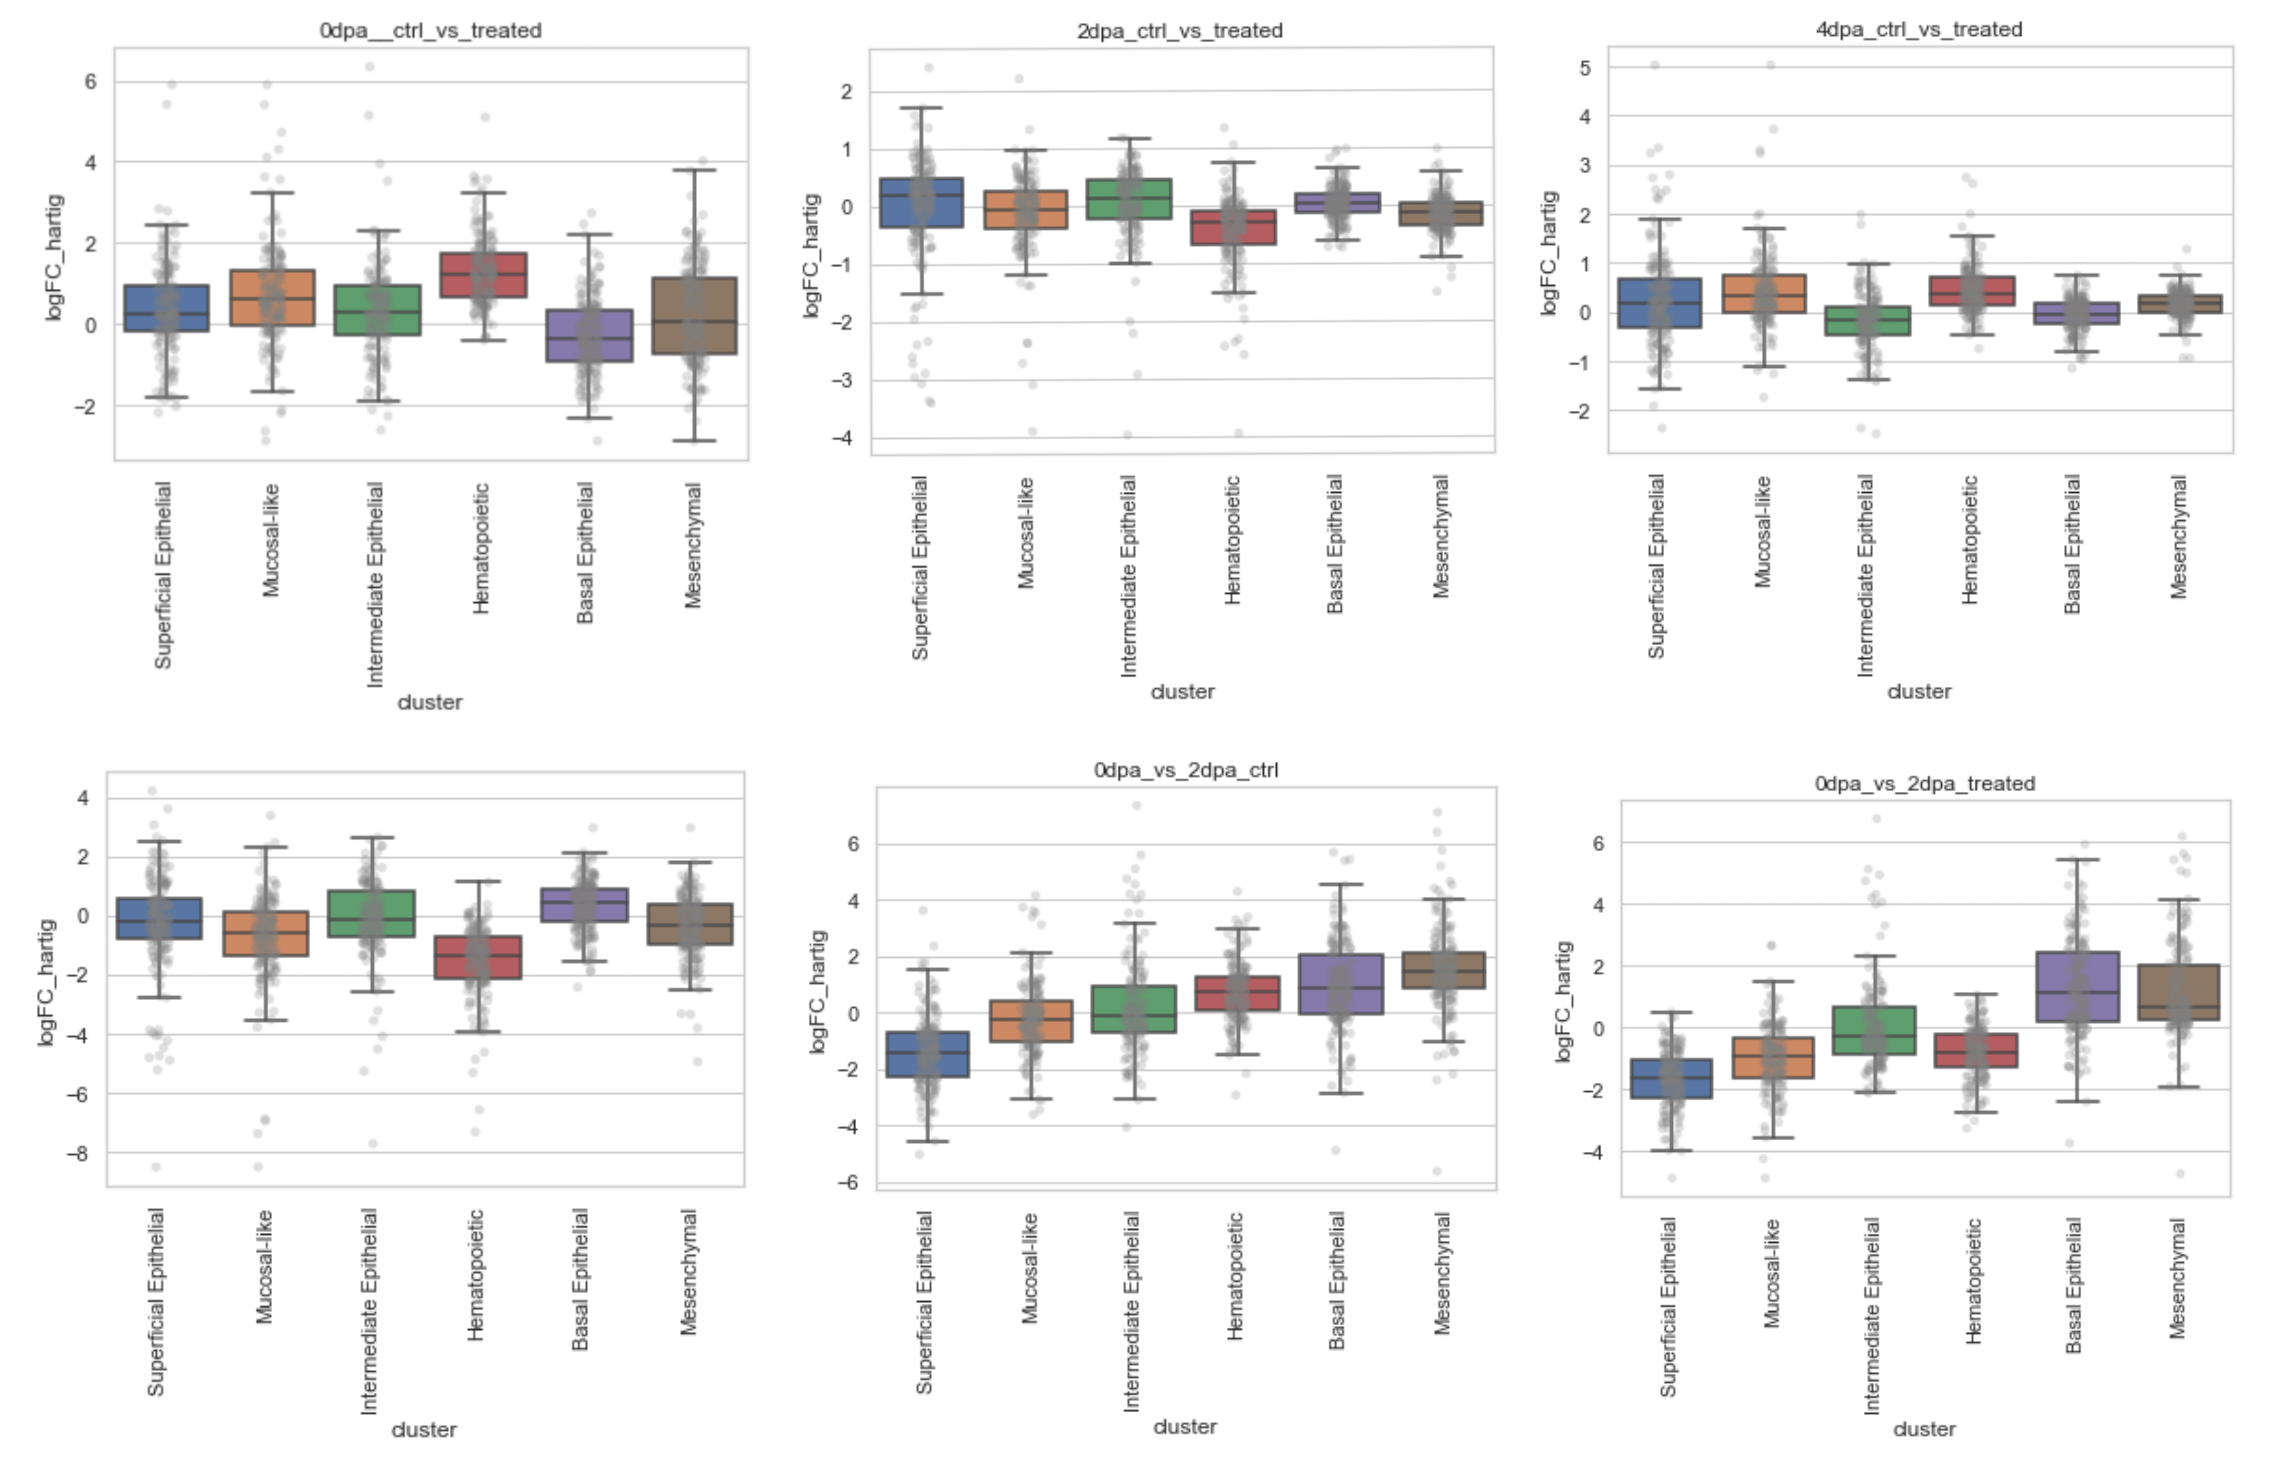 0dpa__ctrl_vs_treated
6
4
2
0
−2
logFC_hartig
Superficial Epithelial
Mucosal-like
Intermediate Epithelial
Hematopoietic
Basal Epithelial
Mesenchymal
cluster
2dpa_ctrl_vs_treated
2
1
0
−1
−2
−3
−4
logFC_hartig
Superficial Epithelial
Mucosal-like
Intermediate Epithelial
Hematopoietic
Basal Epithelial
Mesenchymal
cluster
4dpa_ctrl_vs_treated
5
4
3
2
1
0
−1
−2
logFC_hartig
Superficial Epithelial
Mucosal-like
Intermediate Epithelial
Hematopoietic
Basal Epithelial
Mesenchymal
cluster
4
2
0
−2
−4
−6
−8
logFC_hartig
Superficial Epithelial
Mucosal-like
Intermediate Epithelial
Hematopoietic
Basal Epithelial
Mesenchymal
cluster
0dpa_vs_2dpa_ctrl
6
4
2
0
−2
−4
−6
logFC_hartig
Superficial Epithelial
Mucosal-like
Intermediate Epithelial
Hematopoietic
Basal Epithelial
Mesenchymal
cluster
0dpa_vs_2dpa_treated
6
4
2
0
−2
−4
logFC_hartig
Superficial Epithelial
Mucosal-like
Intermediate Epithelial
Hematopoietic
Basal Epithelial
Mesenchymal
cluster